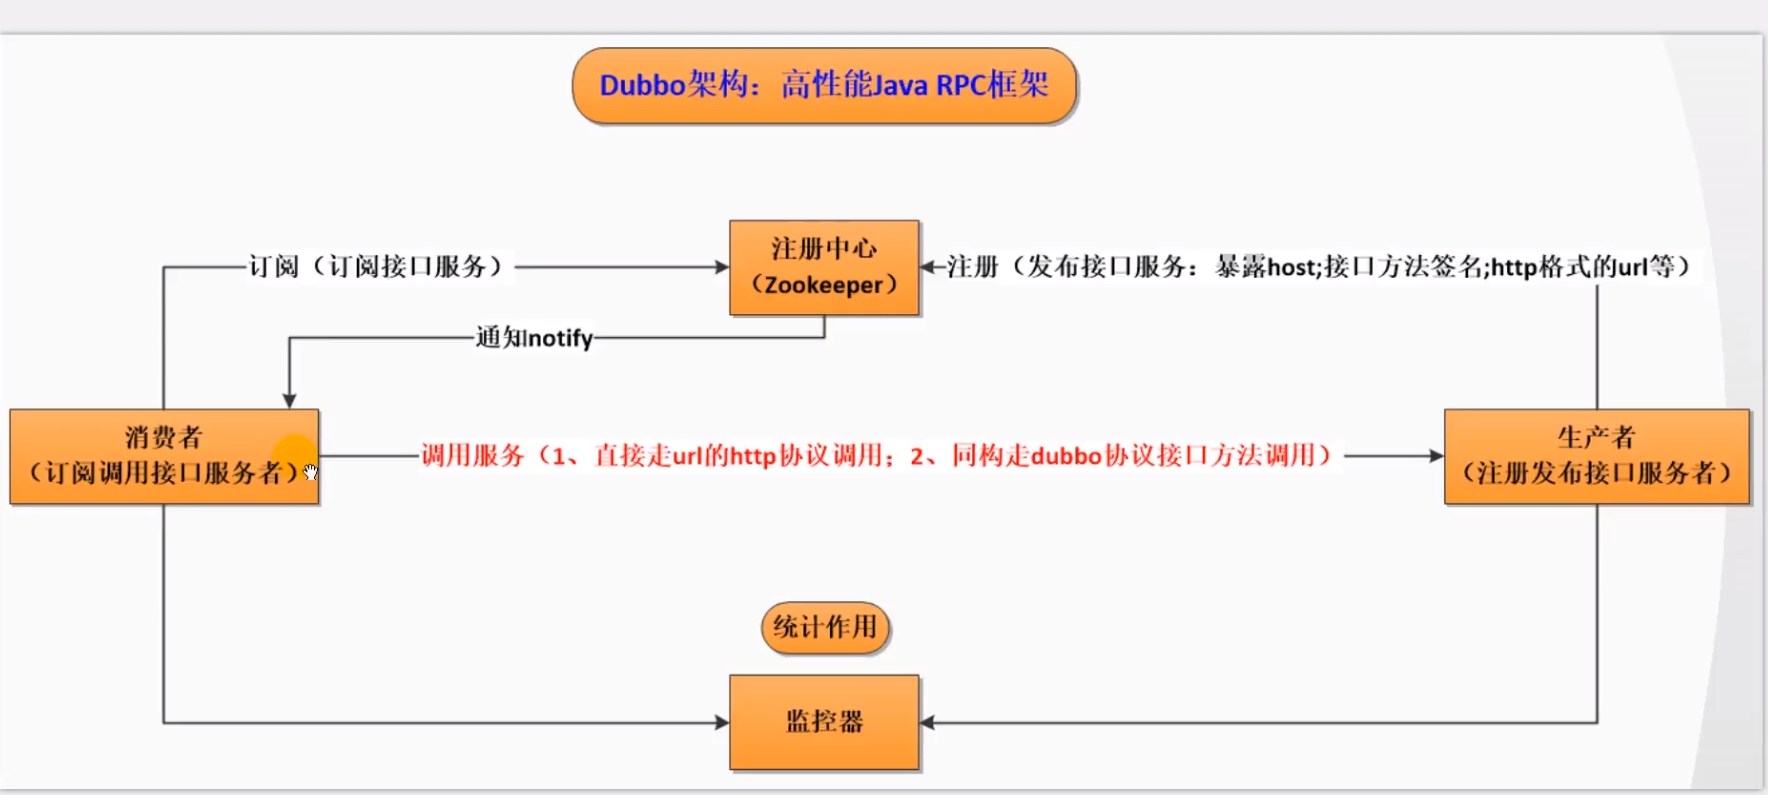 Dubbo架构：高性能Java RPC框架
注册中心
（Zookeeper）
订阅（订阅接口服务）
注册（发布接口服务：暴露host;接口方法签名;http格式的url等）
通知notify
消费者
（订阅调用接口服务者）
调用服务（1、直接走url的http协议调用；2、同构走dubbo协议接口方法调用）
生产者
（注册发布接口服务者）
统计作用
监控器